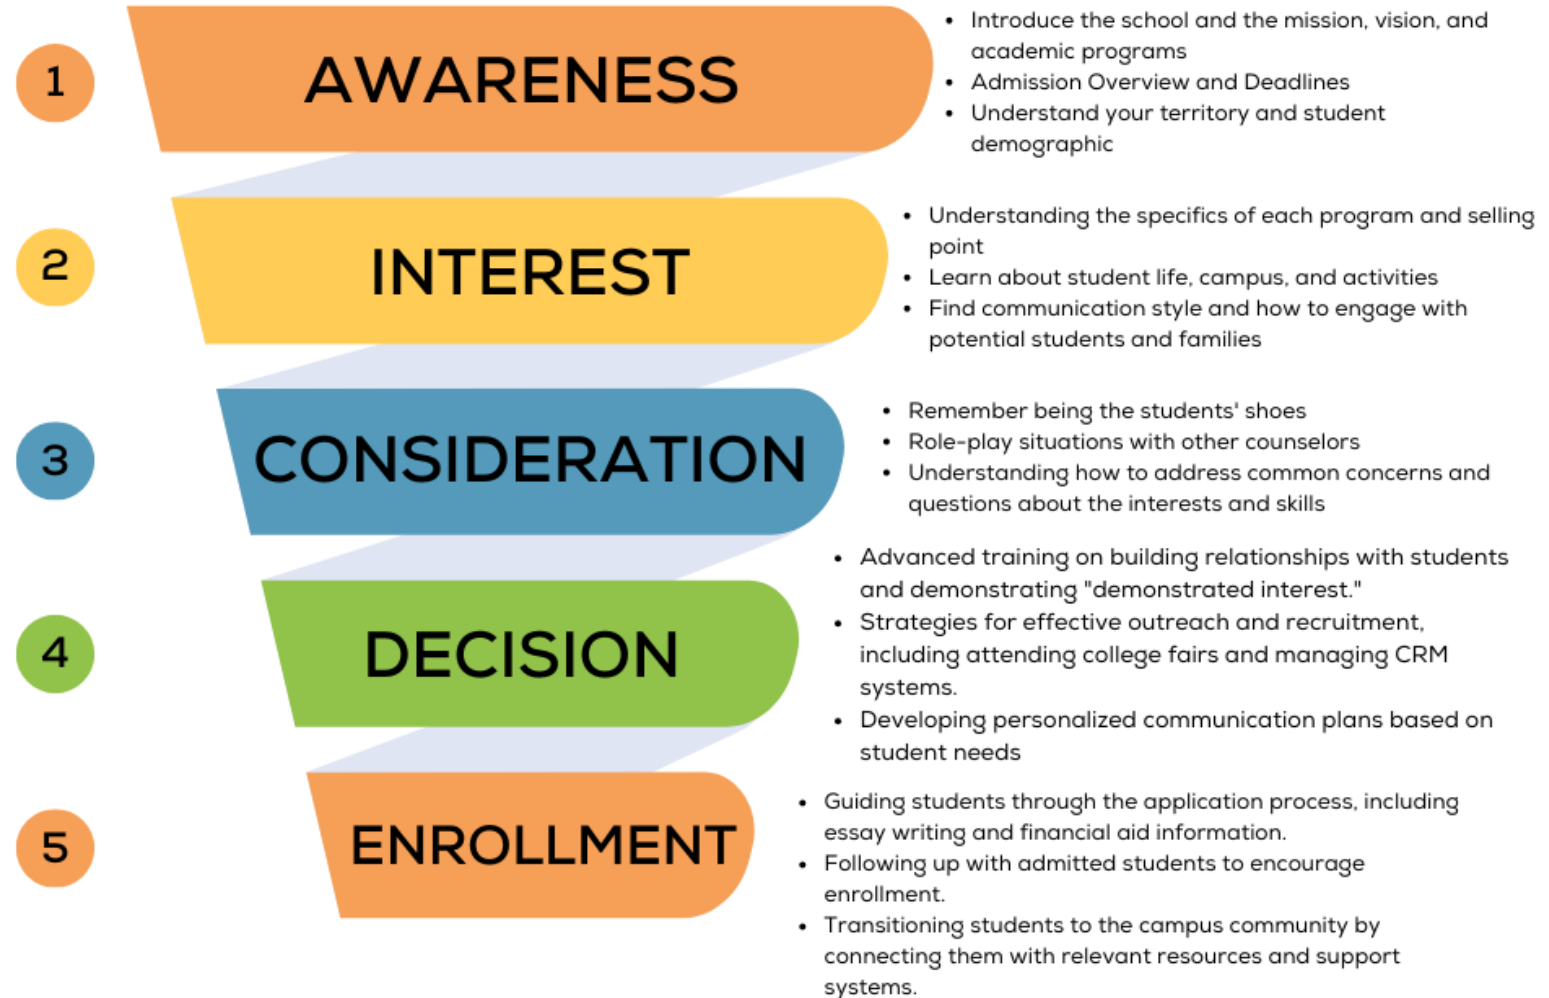 1
AWARENESS
• Introduce the school and the mission, vision, and
academic programs
• Admission Overview and Deadlines
• Understand your territory and student
demographic
2
INTEREST
• Understanding the specifics of each program and selling
point
• Learn about student life, campus, and activities
• Find communication style and how to engage with
potential students and families
3
CONSIDERATION
• Remember being the students' shoes
• Role-play situations with other counselors
• Understanding how to address common concerns and
questions about the interests and skills
4
DECISION
• Advanced training on building relationships with students
and demonstrating "demonstrated interest."
• Strategies for effective outreach and recruitment,
including attending college fairs and managing CRM
systems.
• Developing personalized communication plans based on
student needs
5
ENROLLMENT
• Guiding students through the application process, including
essay writing and financial aid information.
• Following up with admitted students to encourage
enrollment.
• Transitioning students to the campus community by
connecting them with relevant resources and support
systems.